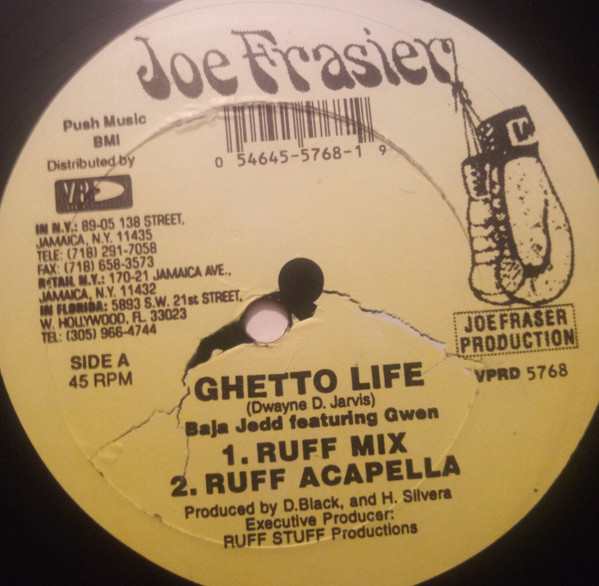 Joe Frasier
Push Music
BMI
Distributed by
VP
0 54645-5768-1 9
IN N.Y.: 89-05 138 STREET,
JAMAICA, N.Y. 11435
TELE: (718) 291-7058
FAX: (718) 658-3573
RETAIL N.Y.: 170-21 JAMAICA AVE.,
JAMAICA, N.Y. 11432
IN FLORIDA: 5893 S.W. 21st STREET,
W. HOLLYWOOD, FL. 33023
TEL: (305) 966-4744
JOE FRASER
PRODUCTION
VPRD 5768
SIDE A
45 RPM
GHETTO LIFE
(Dwayne D. Jarvis)
Baja Jedd featuring Gwen
1. RUFF MIX
2. RUFF ACAPELLA
Produced by D.Black, and H. Silvera
Executive Producer:
RUFF STUFF Productions